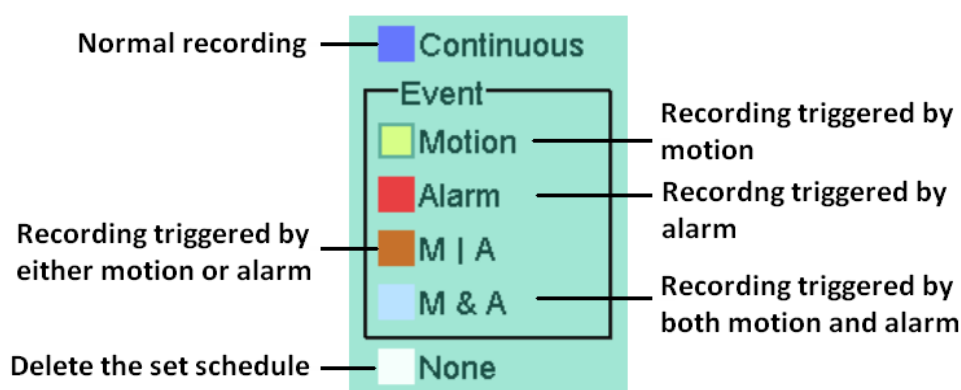 Normal recording
Continuous
Event
Motion
Recording triggered by
motion
Alarm
Recordng triggered by
alarm
Recording triggered by
either motion or alarm
M | A
M & A
Recording triggered by
both motion and alarm
Delete the set schedule
None